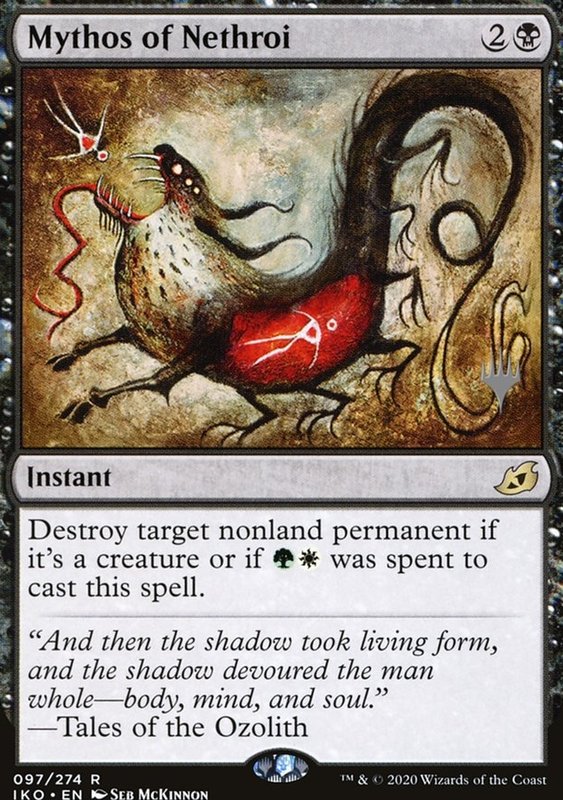 Mythos of Nethroi 2
Instant
Destroy target nonland permanent if
it's a creature or if was spent to
cast this spell.
“And then the shadow took living form,
and the shadow devoured the man
whole—body, mind, and soul.”
—Tales of the Ozolith
097/274 R
IKO • EN Seb McKinnon
™ & © 2020 Wizards of the Coast